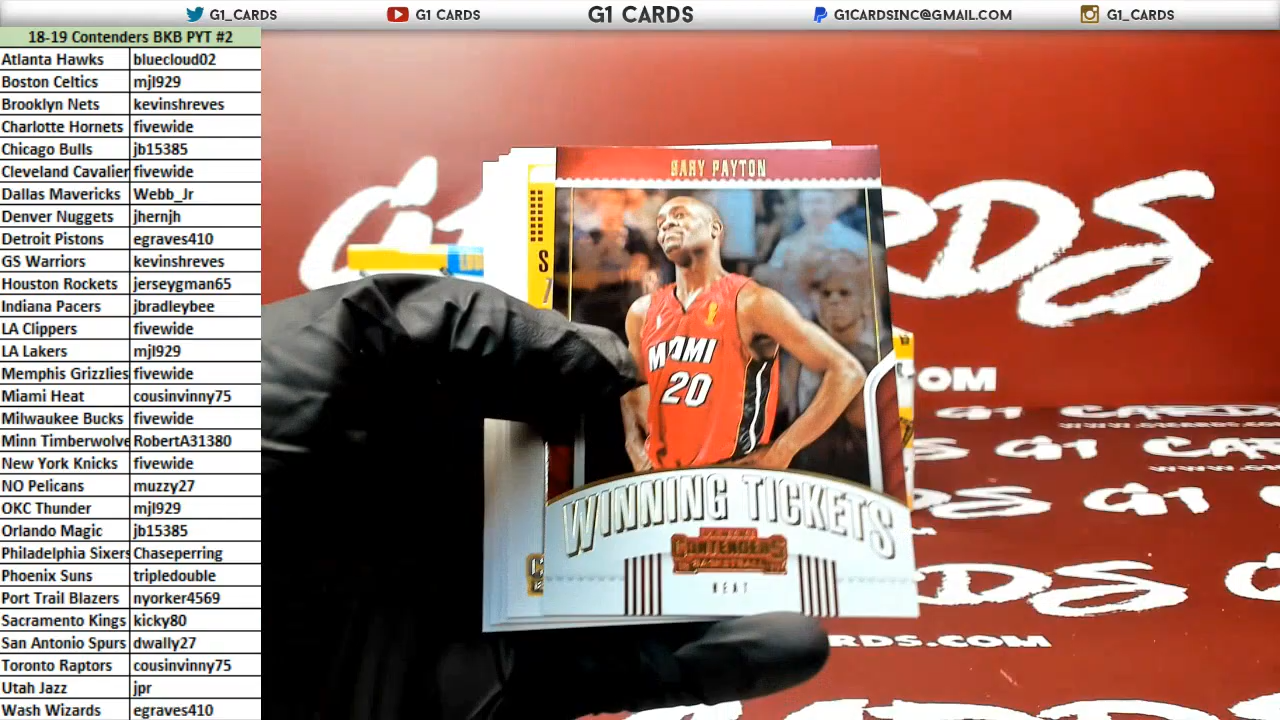 G1_CARDS
G1 CARDS
G1 CARDS
G1CARDSINC@GMAIL.COM
G1_CARDS
18-19 Contenders BKB PYT #2
Atlanta Hawks bluecloud02
Boston Celtics mjl929
Brooklyn Nets kevinshreves
Charlotte Hornets fivewide
Chicago Bulls jb15385
Cleveland Cavalier fivewide
Dallas Mavericks Webb_Jr
Denver Nuggets jhernjh
Detroit Pistons egraves410
GS Warriors kevinshreves
Houston Rockets jerseygman65
Indiana Pacers jbradleybee
LA Clippers fivewide
LA Lakers mjl929
Memphis Grizzlies fivewide
Miami Heat cousinvinny75
Milwaukee Bucks fivewide
Minn Timberwolve RobertA31380
New York Knicks fivewide
NO Pelicans muzzy27
OKC Thunder mjl929
Orlando Magic jb15385
Philadelphia Sixers Chaseperring
Phoenix Suns tripledouble
Port Trail Blazers nyorker4569
Sacramento Kings kicky80
San Antonio Spurs dwally27
Toronto Raptors cousinvinny75
Utah Jazz jpr
Wash Wizards egraves410
GARY PAYTON
S
MIAMI
20
WINNING TICKETS
CONTENDERS
BASKETBALL
HEAT
CARDS
.COM
G1 CARDS
G1
CARDS
RDS.COM